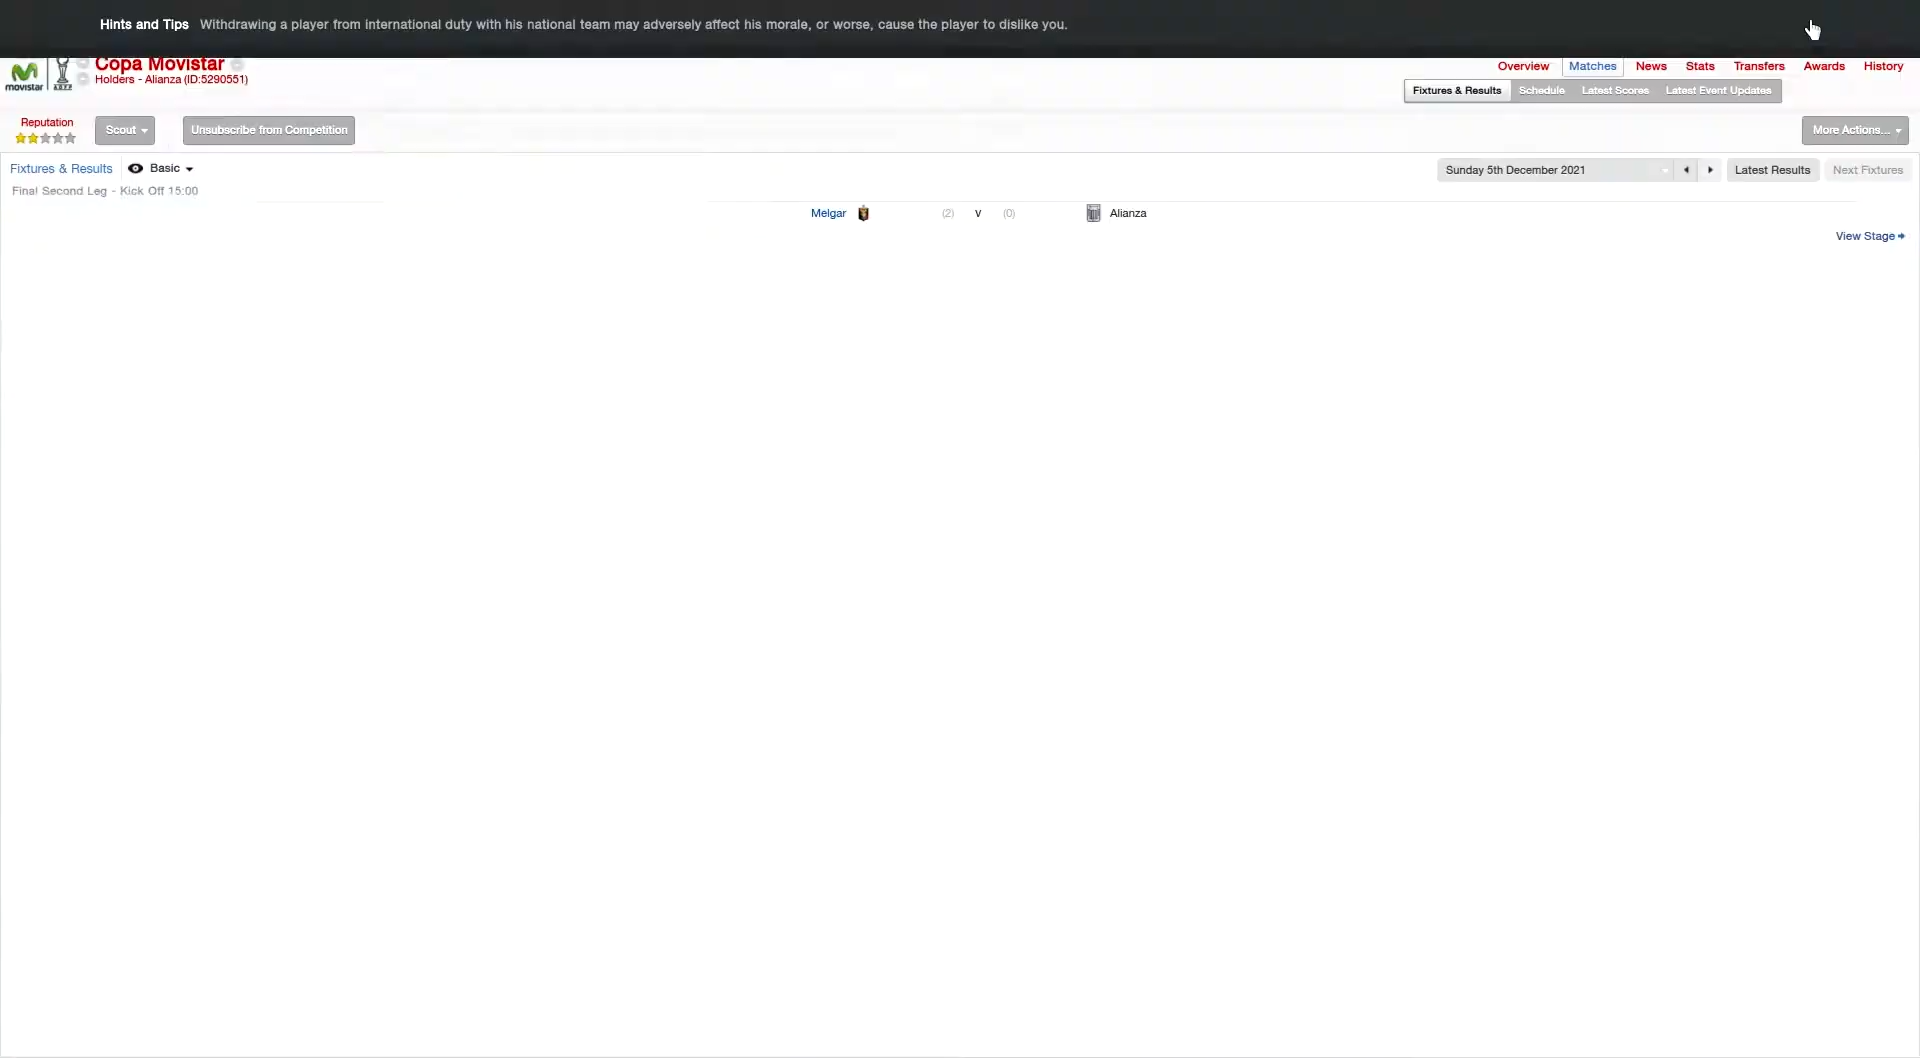 Hints and Tips Withdrawing a player from international duty with his national team may adversely affect his morale, or worse, cause the player to dislike you.
Copa Movistar
Holders - Alianza (ID:5290551)
movistar
Overview Matches News Stats Transfers Awards History
Fixtures & Results Schedule Latest Scores Latest Event Updates
Reputation
Scout
Unsubscribe from Competition
More Actions...
Fixtures & Results Basic
Sunday 5th December 2021
Latest Results
Next Fixtures
Final Second Leg - Kick Off 15:00
Melgar (2) v (0) Alianza
View Stage